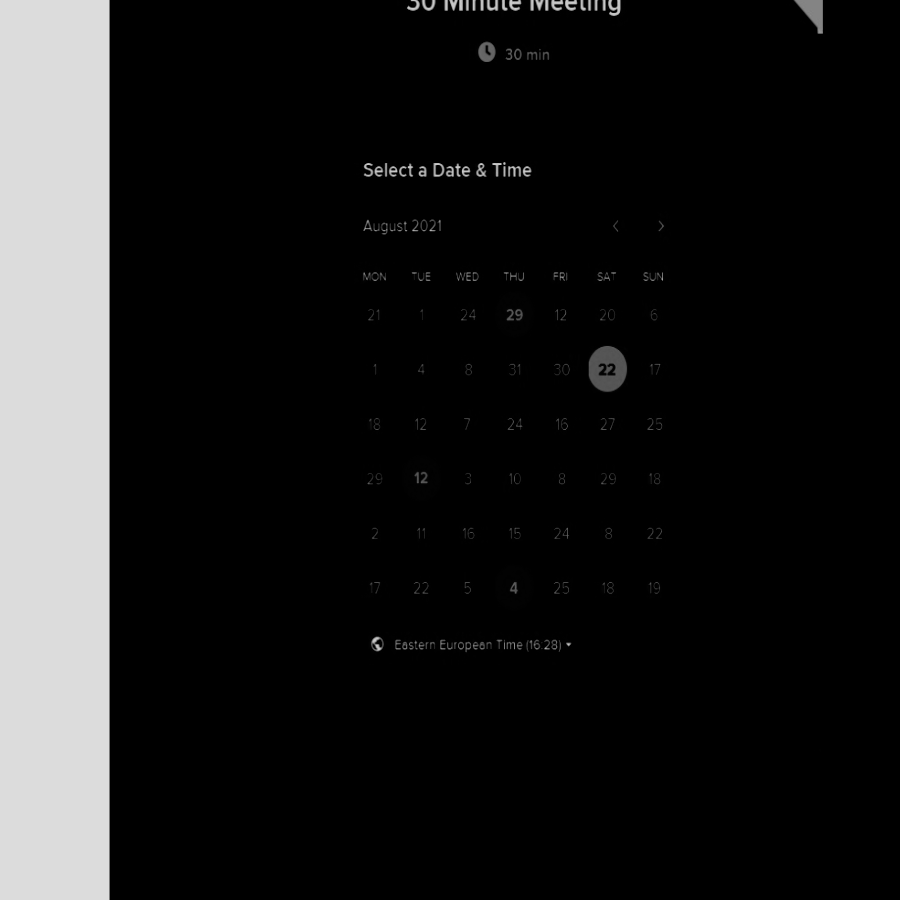 30 Minute Meeting
30 min
Select a Date & Time
August 2021
MON TUE WED THU FRI SAT SUN
21 1 24 29 12 20 6
1 4 8 31 30 22 17
18 12 7 24 16 27 25
29 12 3 10 8 29 18
2 11 16 15 24 8 22
17 22 5 4 25 18 19
Eastern European Time (16:28)